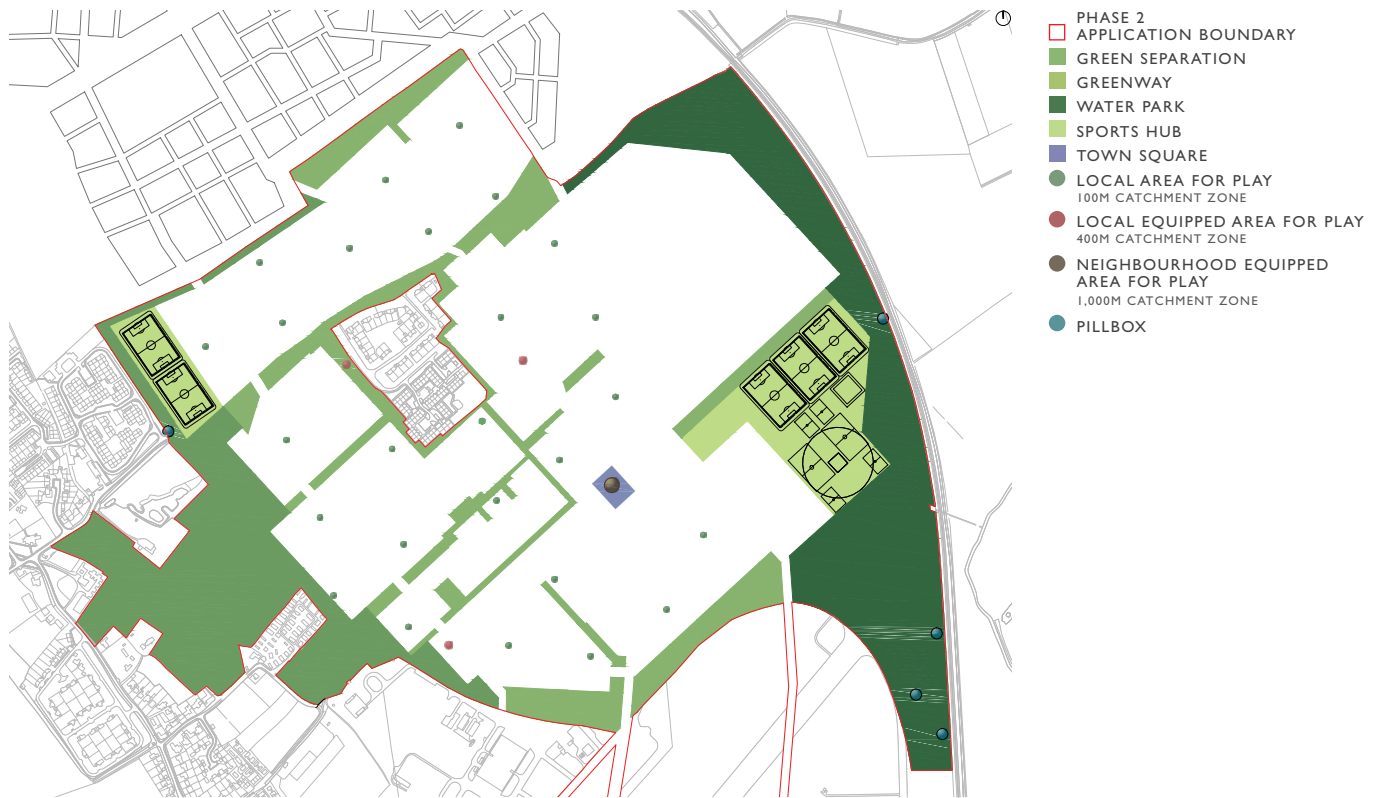 PHASE 2
APPLICATION BOUNDARY
GREEN SEPARATION
GREENWAY
WATER PARK
SPORTS HUB
TOWN SQUARE
LOCAL AREA FOR PLAY
100M CATCHMENT ZONE
LOCAL EQUIPPED AREA FOR PLAY
400M CATCHMENT ZONE
NEIGHBOURHOOD EQUIPPED
AREA FOR PLAY
1,000M CATCHMENT ZONE
PILLBOX